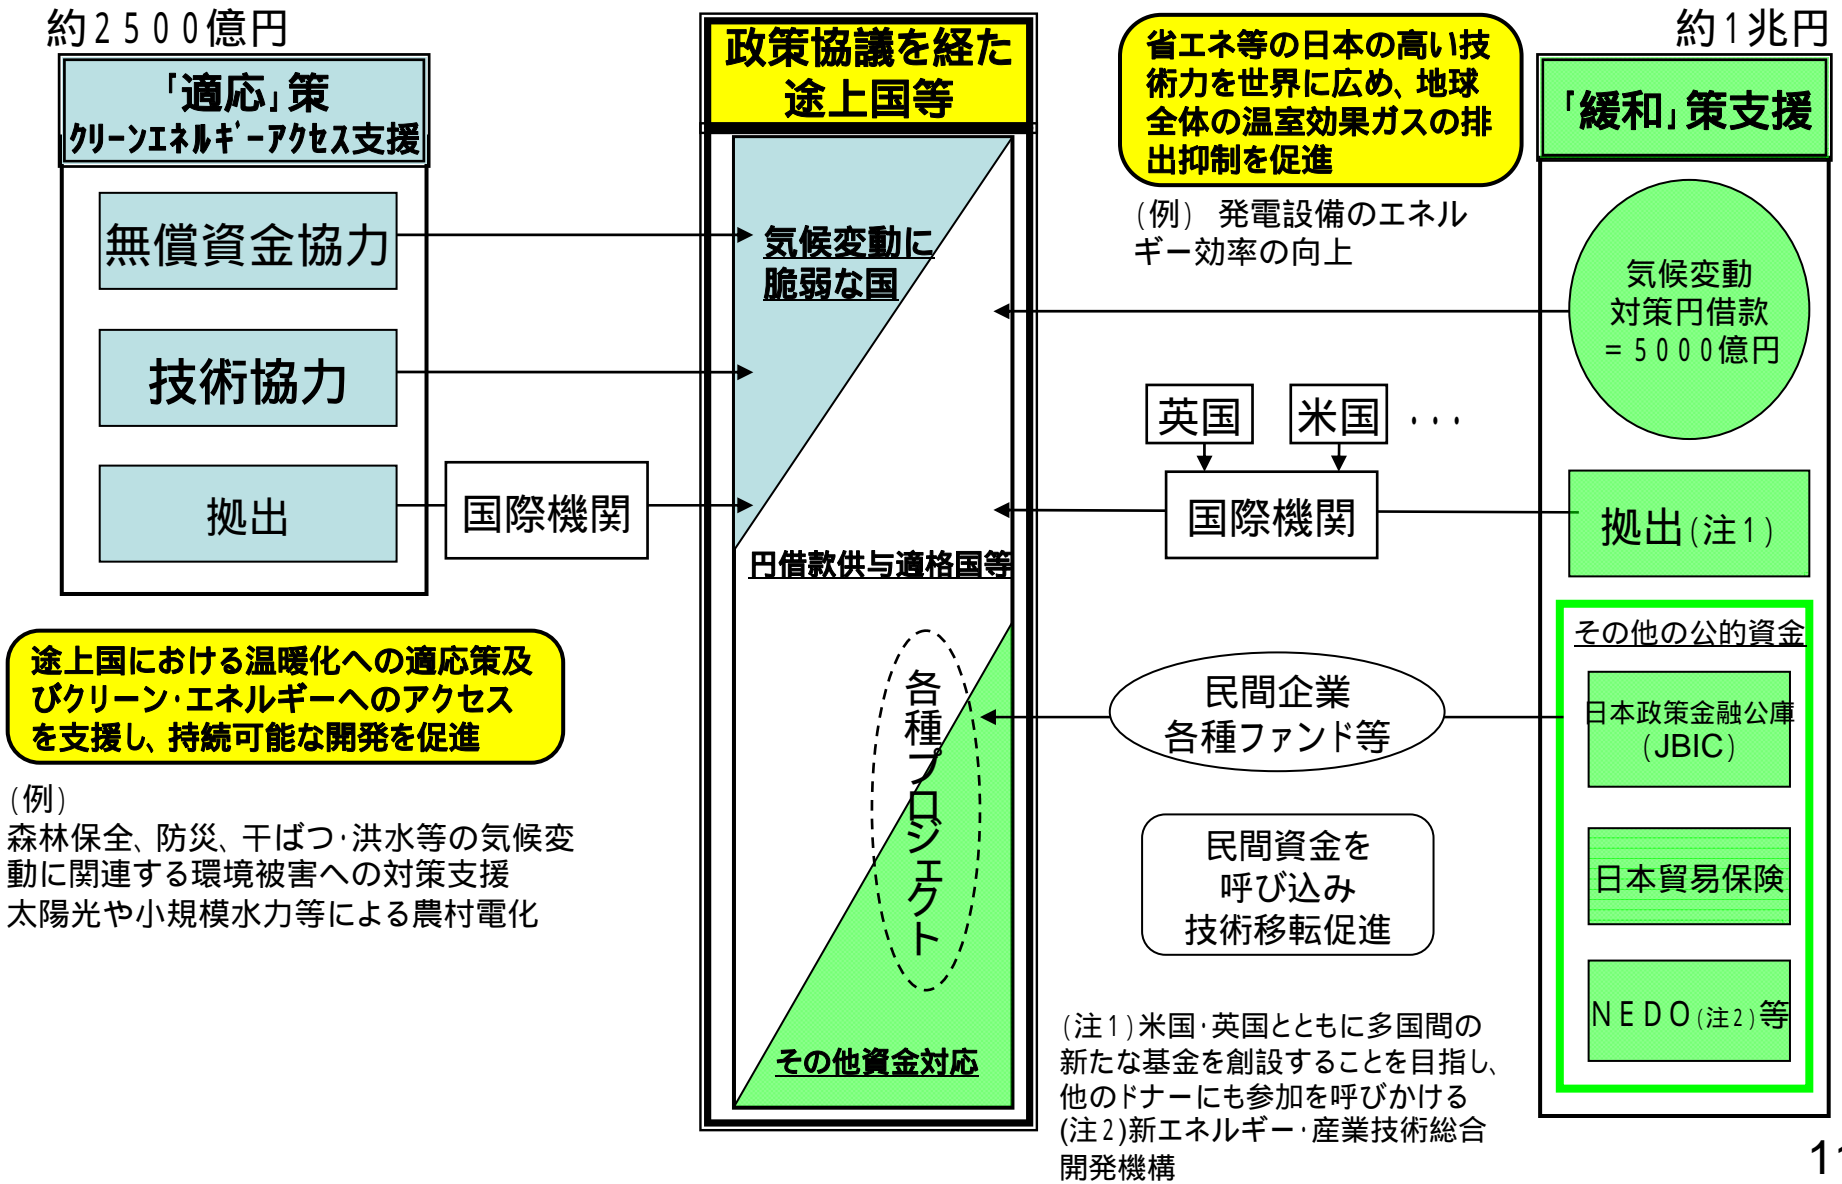 約2500億円
「適応」策
クリーンエネルギーアクセス支援
無償資金協力
技術協力
拠出
国際機関
途上国における温暖化への適応策及
びクリーン・エネルギーへのアクセス
を支援し、持続可能な開発を促進
(例)
森林保全、防災、干ばつ・洪水等の気候変
動に関連する環境被害への対策支援
太陽光や小規模水力等による農村電化
政策協議を経た
途上国等
気候変動に
脆弱な国
円借款供与適格国等
各種プロジェクト
その他資金対応
省エネ等の日本の高い技
術力を世界に広め、地球
全体の温室効果ガスの排
出抑制を促進
(例) 発電設備のエネル
ギー効率の向上
英国
米国
・・・
国際機関
民間企業
各種ファンド等
民間資金を
呼び込み
技術移転促進
(注1)米国・英国とともに多国間の
新たな基金を創設することを目指し、
他のドナーにも参加を呼びかける
(注2)新エネルギー・産業技術総合
開発機構
約1兆円
「緩和」策支援
気候変動
対策円借款
=5000億円
拠出(注1)
その他の公的資金
日本政策金融公庫
(JBIC)
日本貿易保険
NEDO(注2)等